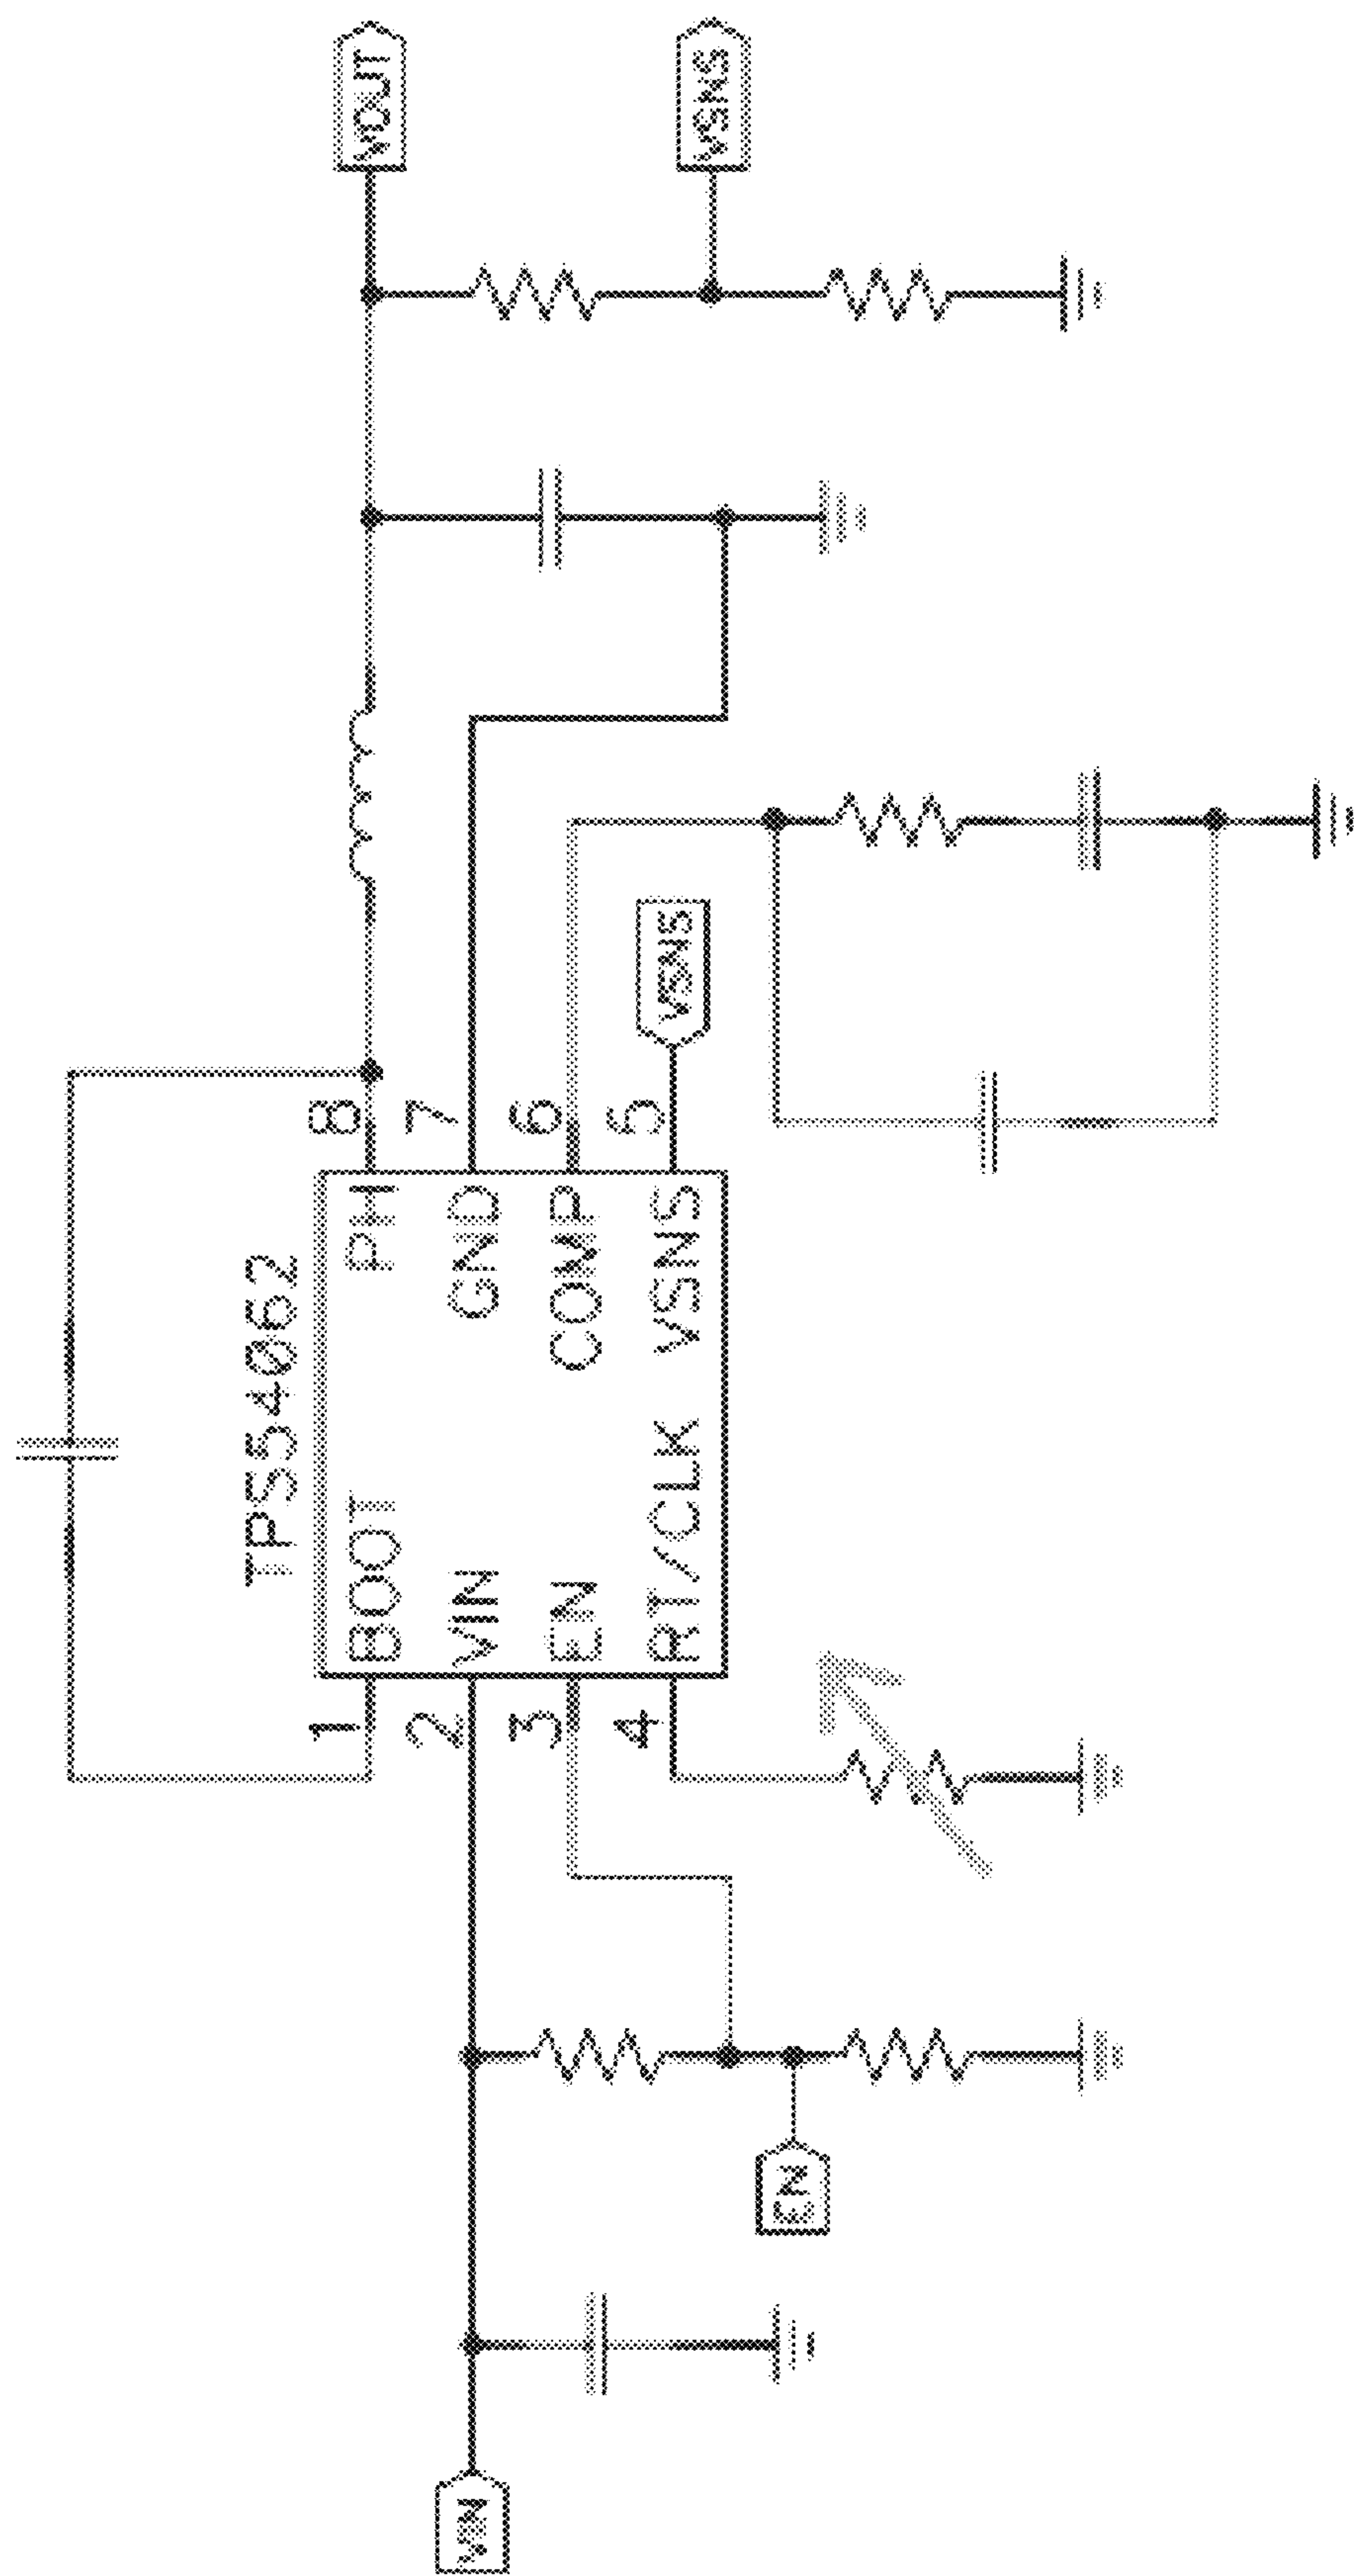 TPS54062
1
BOOT
PH
8
VOUT
VIN
2
VIN
GND
7
3
EN
COMP
6
4
RT/CLK
VSNS
5
VSNS
VSNS
EN